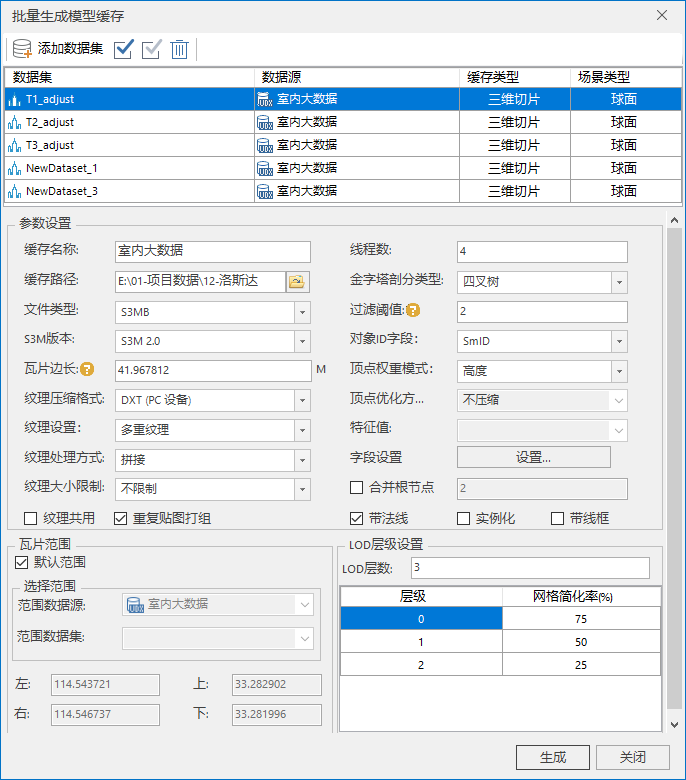 批量生成模型缓存
添加数据集
数据集 数据源 缓存类型 场景类型
T1_adjust 室内大数据 三维切片 球面
T2_adjust 室内大数据 三维切片 球面
T3_adjust 室内大数据 三维切片 球面
NewDataset_1 室内大数据 三维切片 球面
NewDataset_3 室内大数据 三维切片 球面
参数设置
缓存名称: 室内大数据 线程数: 4
缓存路径: E:\01-项目数据\12-洛斯达 金字塔剖分类型: 四叉树
文件类型: S3MB 过滤阈值: 2
S3M版本: S3M 2.0 对象ID字段: SmID
瓦片边长: 41.967812 M 顶点权重模式: 高度
纹理压缩格式: DXT (PC 设备) 顶点优化方... 不压缩
纹理设置: 多重纹理 特征值:
纹理处理方式: 拼接 字段设置 设置...
纹理大小限制: 不限制 合并根节点 2
纹理共用 重复贴图打组 带法线 实例化 带线框
瓦片范围
默认范围
选择范围
范围数据源: 室内大数据
范围数据集:
左: 114.543721 上: 33.282902
右: 114.546737 下: 33.281996
LOD层级设置
LOD层数: 3
层级 网格简化率(%)
0 75
1 50
2 25
生成 关闭